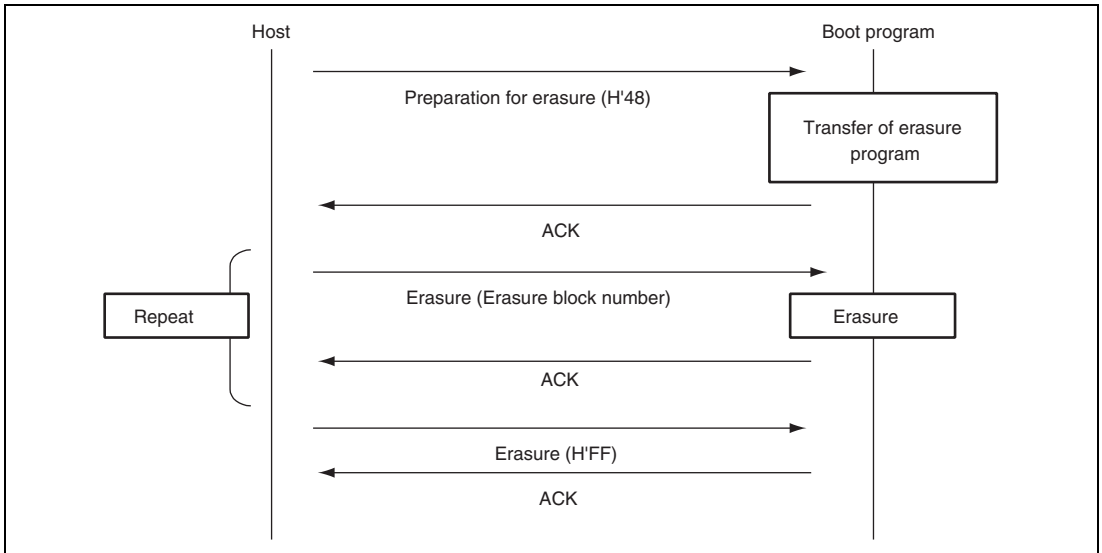 Host
Boot program
Preparation for erasure (H'48)
Transfer of erasure
program
ACK
Erasure (Erasure block number)
Repeat
Erasure
ACK
Erasure (H'FF)
ACK